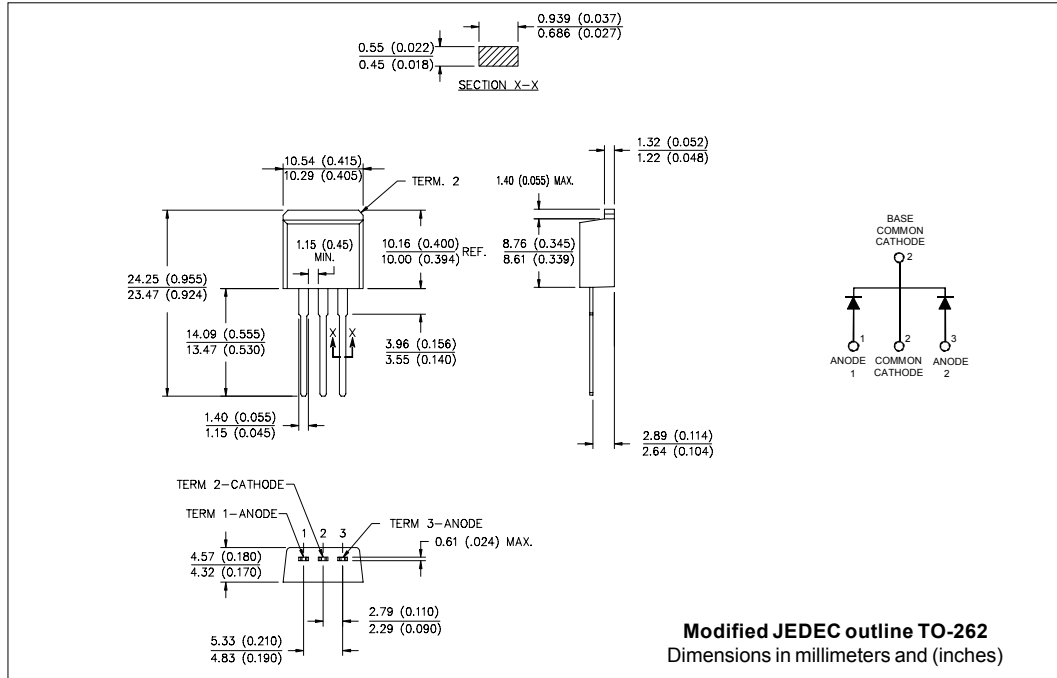 0.939 (0.037)
0.686 (0.027)
0.55 (0.022)
0.45 (0.018)
SECTION X-X
1.32 (0.052)
1.22 (0.048)
10.54 (0.415)
10.29 (0.405)
TERM. 2
1.40 (0.055) MAX.
10.16 (0.400)
10.00 (0.394)
REF.
1.15 (0.45)
MIN.
8.76 (0.345)
8.61 (0.339)
24.25 (0.955)
23.47 (0.924)
14.09 (0.555)
13.47 (0.530)
X X
3.96 (0.156)
3.55 (0.140)
1.40 (0.055)
1.15 (0.045)
2.89 (0.114)
2.64 (0.104)
BASE
COMMON
CATHODE
2
1 2 3
ANODE
1
COMMON
CATHODE
ANODE
2
TERM 2-CATHODE
TERM 1-ANODE
TERM 3-ANODE
1 2 3
0.61 (.024) MAX.
4.57 (0.180)
4.32 (0.170)
2.79 (0.110)
2.29 (0.090)
5.33 (0.210)
4.83 (0.190)
Modified JEDEC outline TO-262
Dimensions in millimeters and (inches)